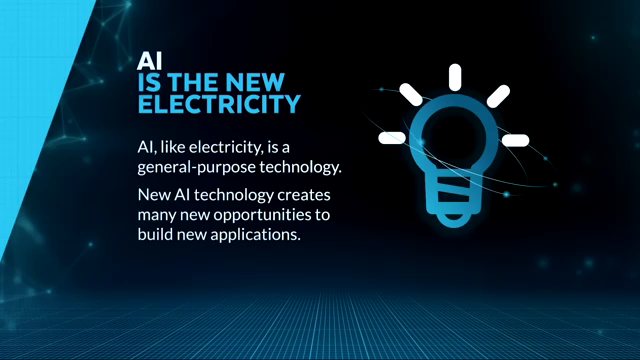 AI
IS THE NEW
ELECTRICITY
AI, like electricity, is a
general-purpose technology.
New AI technology creates
many new opportunities to
build new applications.